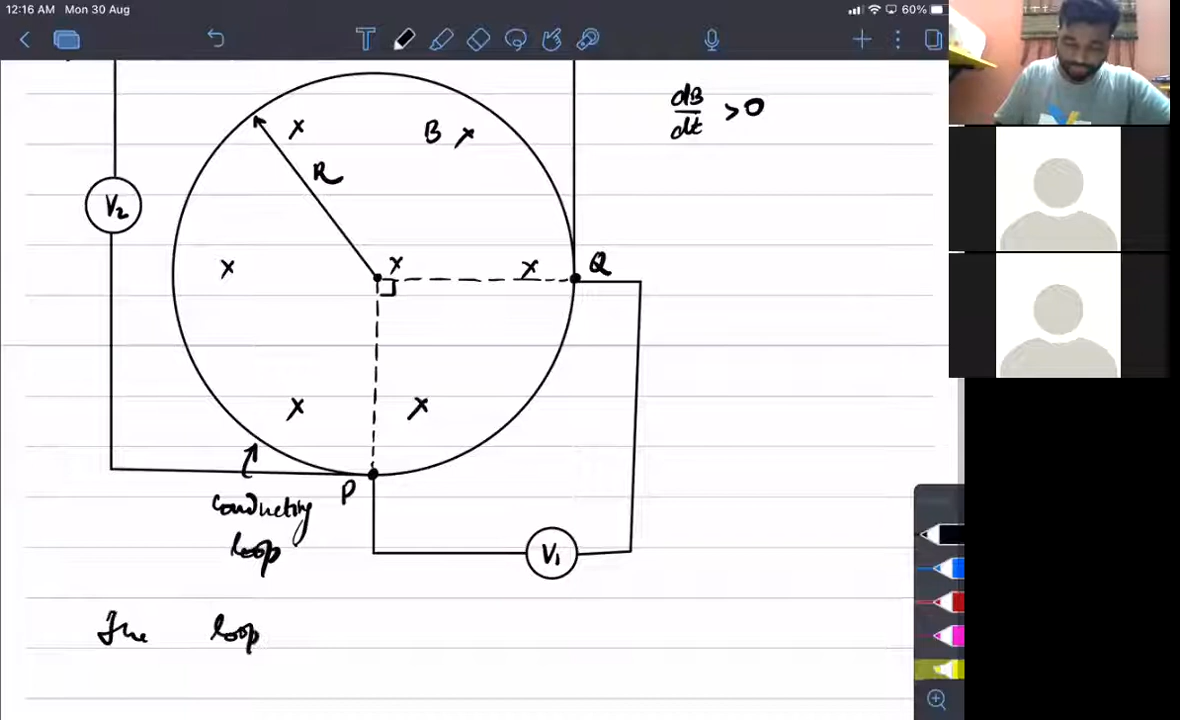 12:16 AM Mon 30 Aug
60%
T
dB
dt
> 0
x
B x
R
V₂
x
x
x
Q
x
x
P
conducting
loop
V₁
The loop